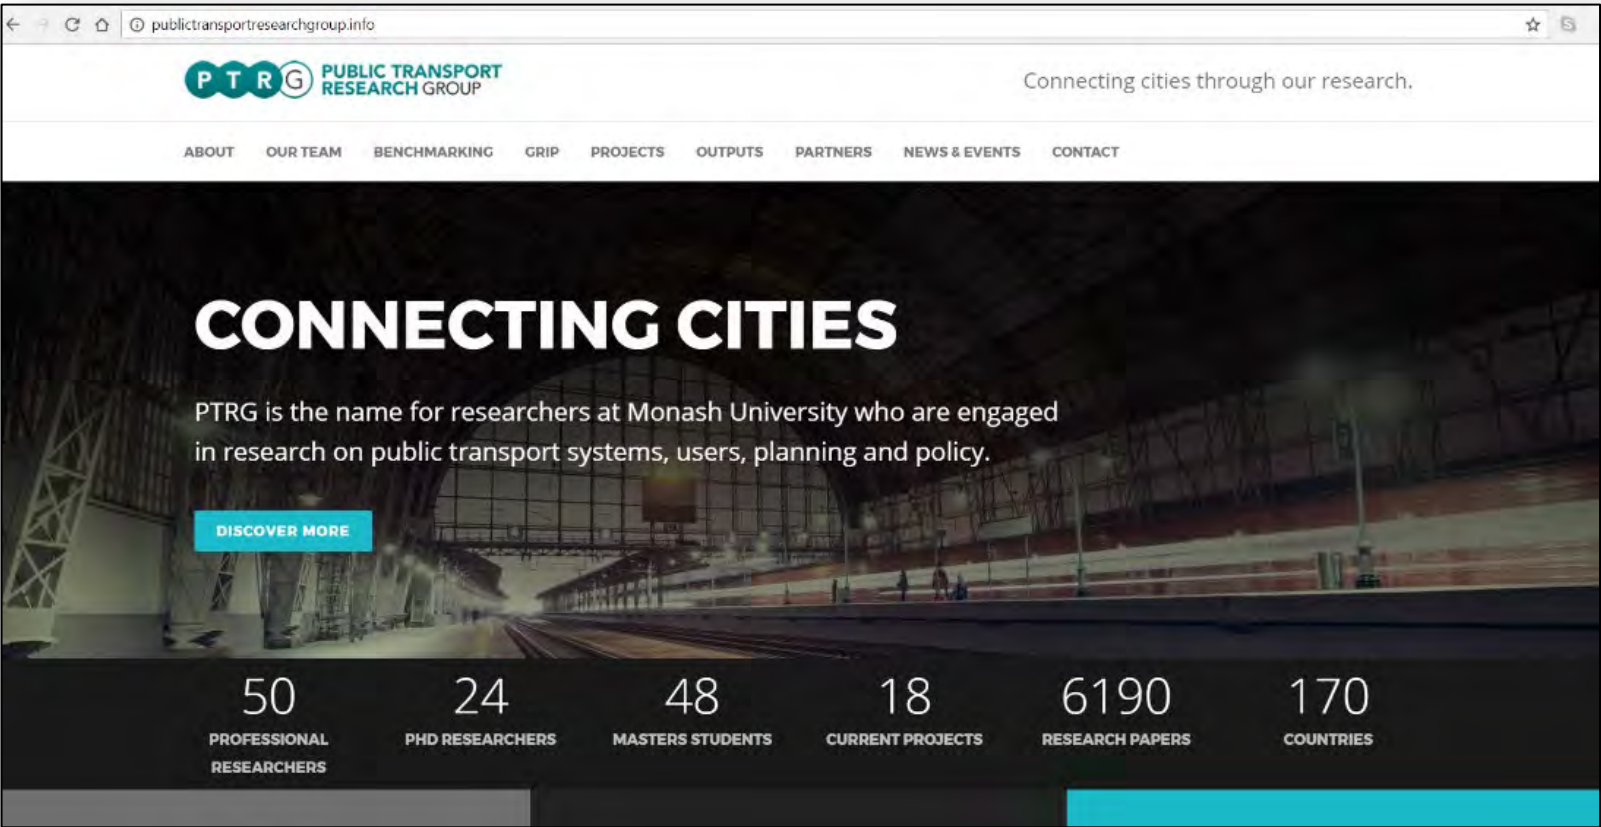 publictransportresearchgroup.info
P T R G PUBLIC TRANSPORT
RESEARCH GROUP
Connecting cities through our research.
ABOUT OUR TEAM BENCHMARKING GRIP PROJECTS OUTPUTS PARTNERS NEWS & EVENTS CONTACT
CONNECTING CITIES
PTRG is the name for researchers at Monash University who are engaged
in research on public transport systems, users, planning and policy.
DISCOVER MORE
50 24 48 18 6190 170
PROFESSIONAL PHD RESEARCHERS MASTERS STUDENTS CURRENT PROJECTS RESEARCH PAPERS COUNTRIES
RESEARCHERS